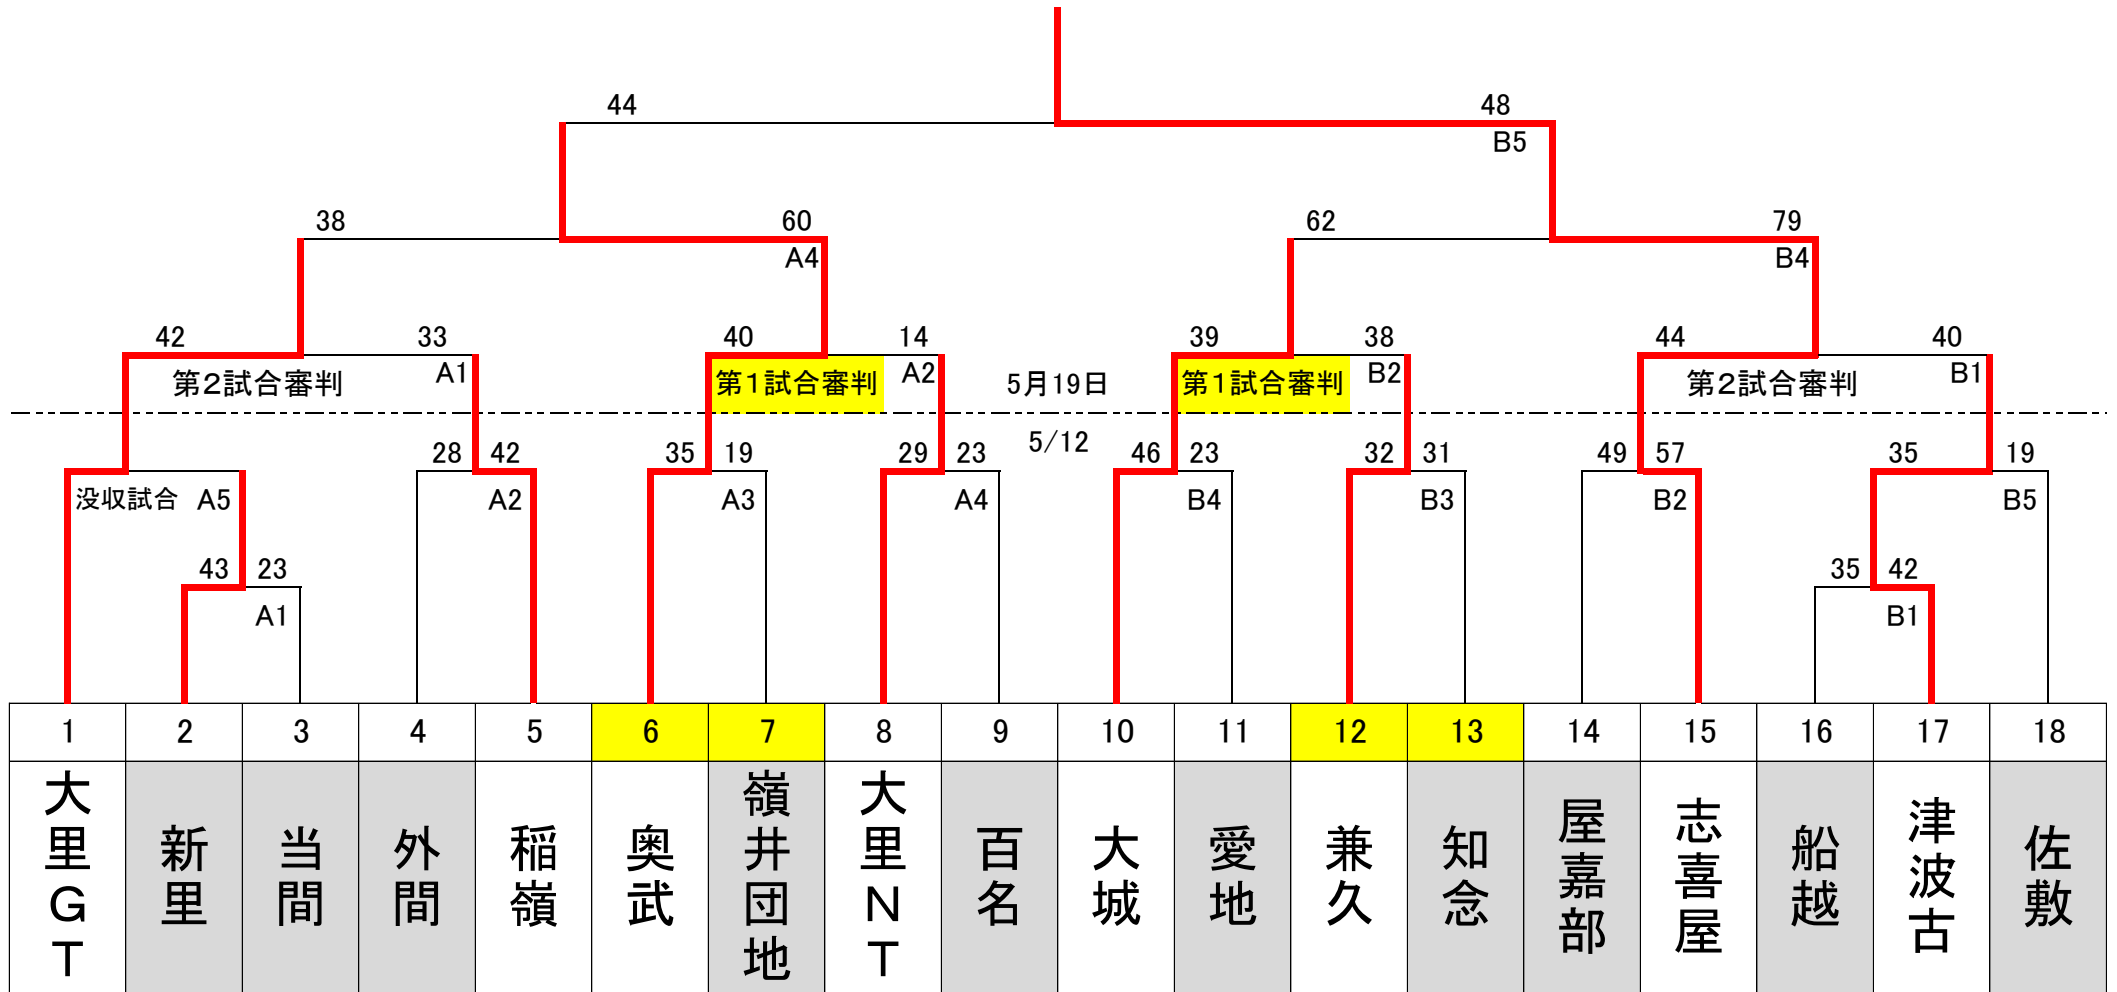 44 48
B5
38 60 62 79
A4 B4
42 33 40 14 39 38 44 40
第2試合審判 A1 第1試合審判 A2 5月19日 第1試合審判 B2 第2試合審判 B1
5/12
28 42 35 19 29 23 46 23 32 31 49 57 35 19
没収試合 A5 A2 A3 A4 B4 B3 B2 B5
43 23 35 42
A1 B1
1 2 3 4 5 6 7 8 9 10 11 12 13 14 15 16 17 18
大里GT
新里
当間
外間
稲嶺
奥武
嶺井団地
大里NT
百名
大城
愛地
兼久
知念
屋嘉部
志喜屋
船越
津波古
佐敷